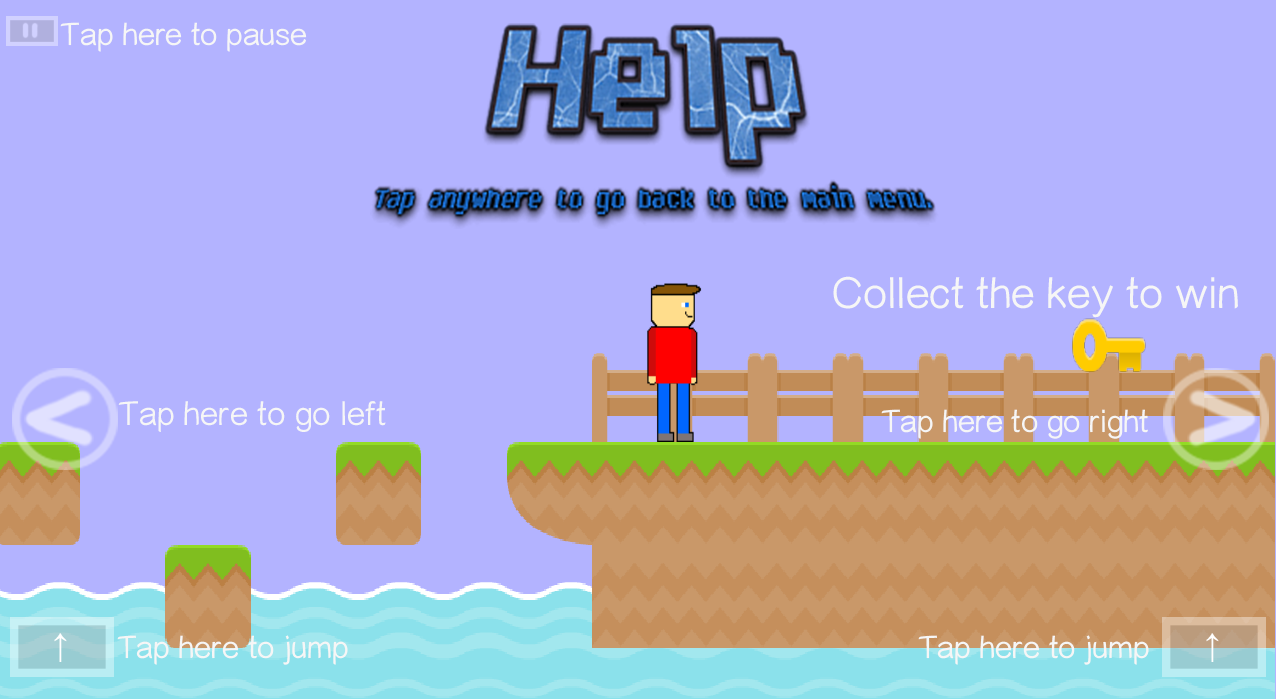 Tap here to pause
Help
Tap anywhere to go back to the main menu.
Collect the key to win
Tap here to go left
Tap here to go right
Tap here to jump
Tap here to jump